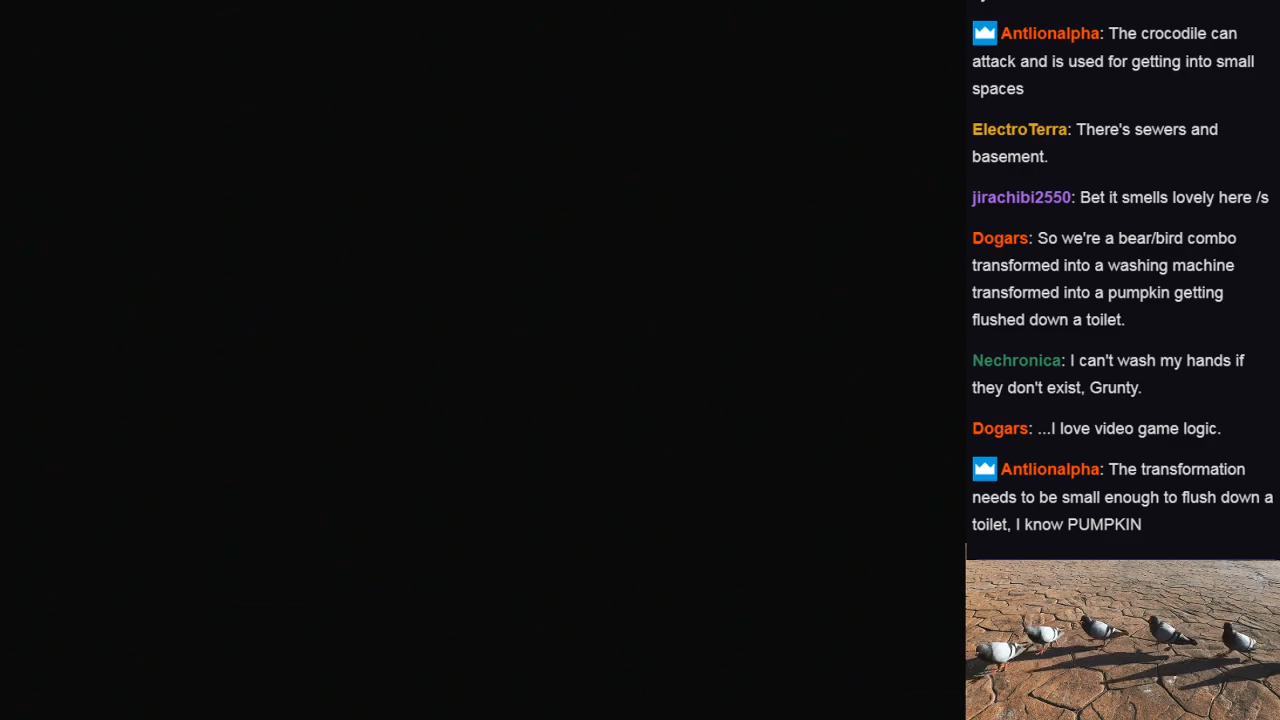 Antlionalpha: The crocodile can
attack and is used for getting into small
spaces
ElectroTerra: There's sewers and
basement.
jirachibi2550: Bet it smells lovely here /s
Dogars: So we're a bear/bird combo
transformed into a washing machine
transformed into a pumpkin getting
flushed down a toilet.
Nechronica: I can't wash my hands if
they don't exist, Grunty.
Dogars: ...I love video game logic.
Antlionalpha: The transformation
needs to be small enough to flush down a
toilet, I know PUMPKIN